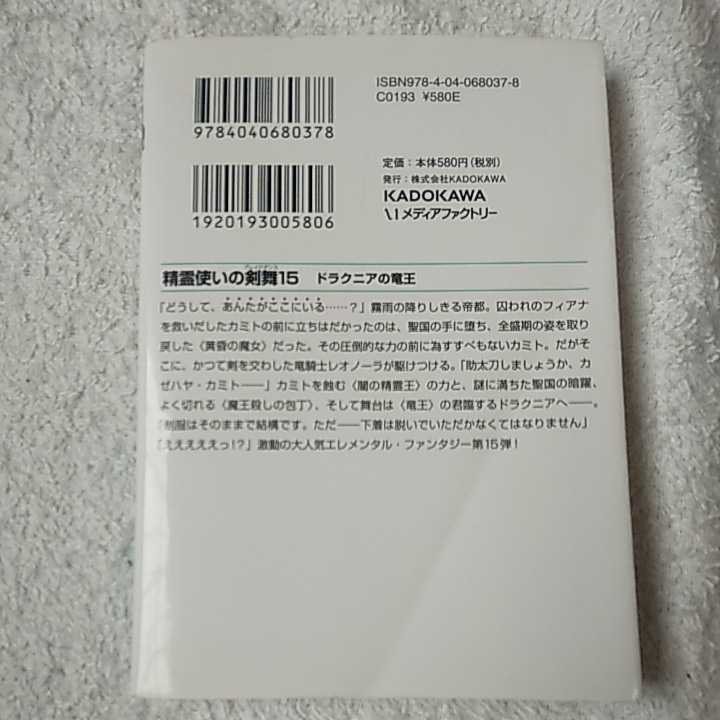 ISBN978-4-04-068037-8
C0193 ¥580E
9784040680378
定価：本体580円（税別）
発行：株式会社KADOKAWA
KADOKAWA
メディアファクトリー
1920193005806
精霊使いの剣舞15 ドラクニアの竜王
「どうして、あんたがここにいる……？」霧雨の降りしきる帝都。囚われのフィアナ
を救いだしたカミトの前に立ちはだかったのは、聖国の手に堕ち、全盛期の姿を取り
戻した〈黄昏の魔女〉だった。その圧倒的な力の前に為すすべもないカミト。だが
そこに、かつて剣を交わした竜騎士レオノーラが駆けつける。「助太刀しましょうか、カ
ゼハヤ・カミト――」カミトを蝕む〈闇の精霊王〉の力と、謎に満ちた聖国の暗躍、
よく切れる〈魔王殺しの包丁〉、そして舞台は〈竜王〉の君臨するドラクニアへ――。
「制服はそのままで結構です。ただ――下着は脱いでいただかなくてはなりません」
「えええええっ!?」激動の大人気エレメンタル・ファンタジー第15弾！